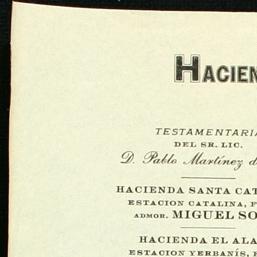 HACIEN
TESTAMENTARIA
DEL SR. LIC.
D. Pablo Martínez d
HACIENDA SANTA CAT
ESTACION CATALINA, F
ADMOR. MIGUEL SO
HACIENDA EL ALA
ESTACION YERBANÍS, F